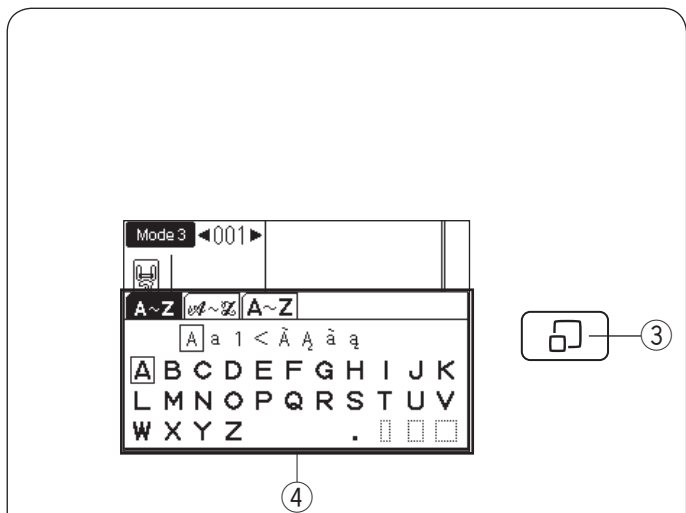 Mode 3 ◄001►
A~Z 𝒜~𝒵 A~Z
A a 1 < À Ą à ą
A B C D E F G H I J K
L M N O P Q R S T U V
W X Y Z .
③
④